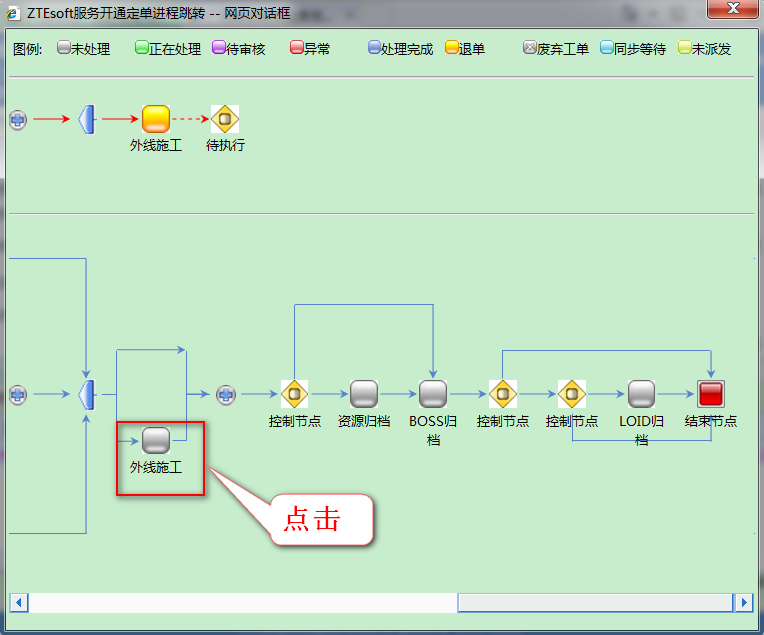 ZTEsoft服务开通定单进程跳转 -- 网页对话框
图例: 未处理 正在处理 待审核 异常 处理完成 退单 废弃工单 同步等待 未派发
外线施工 待执行
控制节点 资源归档 BOSS归档 控制节点 控制节点 LOID归档 结束节点
外线施工
点击